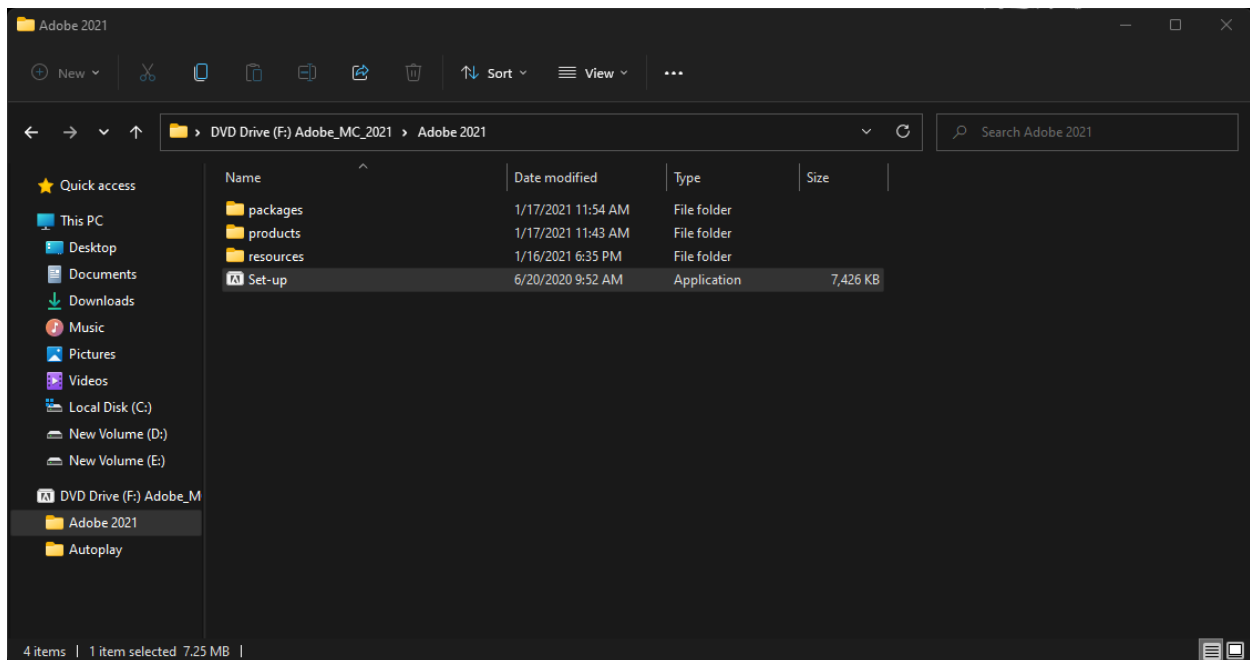 Adobe 2021
New
Sort
View
DVD Drive (F:) Adobe_MC_2021 > Adobe 2021
Search Adobe 2021
Quick access
This PC
Desktop
Documents
Downloads
Music
Pictures
Videos
Local Disk (C:)
New Volume (D:)
New Volume (E:)
DVD Drive (F:) Adobe_M
Adobe 2021
Autoplay
Name Date modified Type Size
packages 1/17/2021 11:54 AM File folder
products 1/17/2021 11:43 AM File folder
resources 1/16/2021 6:35 PM File folder
Set-up 6/20/2020 9:52 AM Application 7,426 KB
4 items | 1 item selected 7.25 MB |